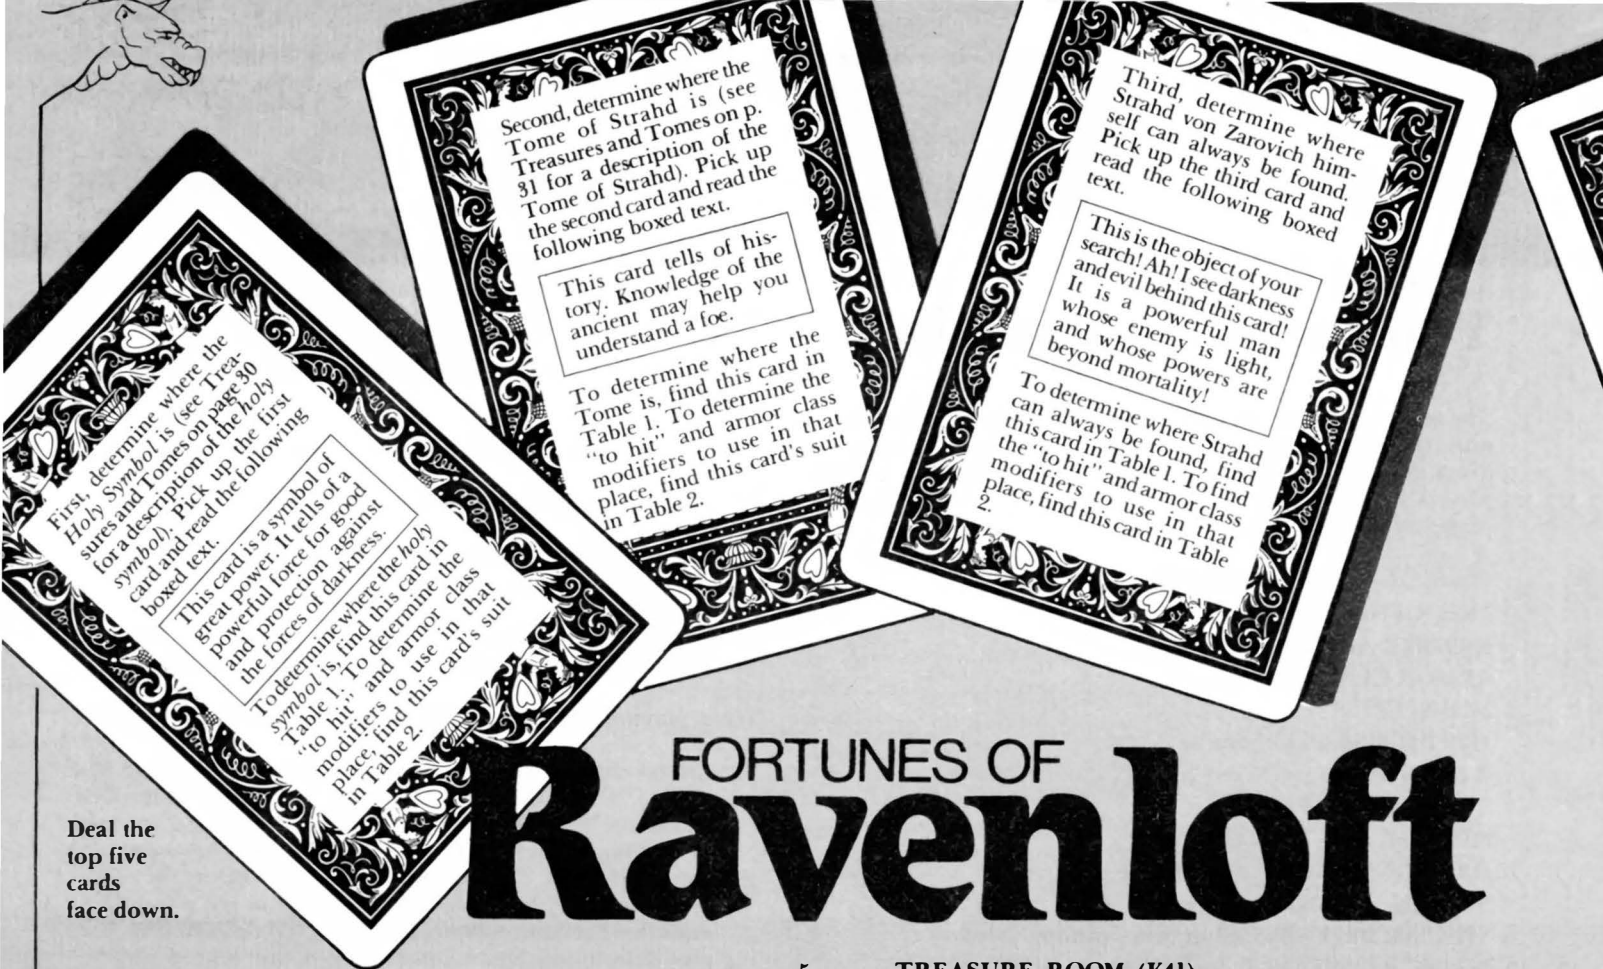 First, determine where the
Holy Symbol is (see Trea-
sures and Tomes on page 30
for a description of the holy
symbol). Pick up the first
card and read the following
boxed text.
This card is a symbol of
great power. It tells of a
powerful force for good
and protection against
the forces of darkness.
To determine where the holy
symbol is, find this card in
Table 1. To determine the
"to hit" and armor class
modifiers to use in that
place, find this card's suit
in Table 2.
Second, determine where the
Tome of Strahd is (see
Treasures and Tomes on p.
31 for a description of the
Tome of Strahd). Pick up
the second card and read the
following boxed text.
This card tells of his-
tory. Knowledge of the
ancient may help you
understand a foe.
To determine where the
Tome is, find this card in
Table 1. To determine the
"to hit" and armor class
modifiers to use in that
place, find this card's suit
in Table 2.
Third, determine where
Strahd von Zarovich him-
self can always be found.
Pick up the third card and
read the following boxed
text.
This is the object of your
search! Ah! I see darkness
and evil behind this card!
It is a powerful man
whose enemy is light,
and whose powers are
beyond mortality!
To determine where Strahd
can always be found, find
this card in Table 1. To find
the "to hit" and armor class
modifiers to use in that
place, find this card in Table
2.
Deal the
top five
cards
face down.
FORTUNES OF
Ravenloft
5 TREASURE ROOM (K41)